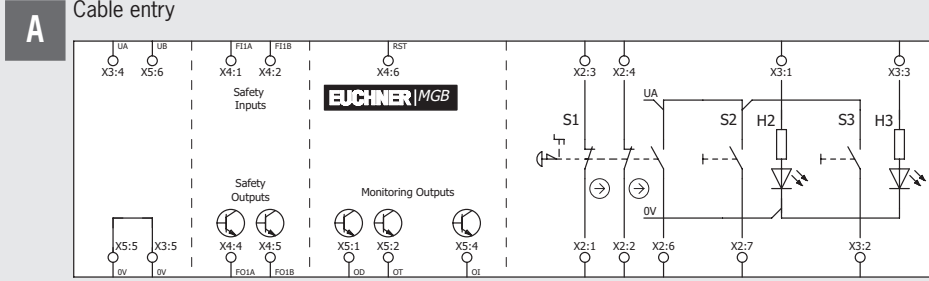 A
Cable entry
UA UB FI1A FI1B RST
X3:4 X5:6 X4:1 X4:2 X4:6 X2:3 X2:4 X3:1 X3:3
Safety
Inputs
EUCHNER MGB
UA
S1 S2 H2 S3 H3
Safety
Outputs
Monitoring Outputs
0V
X5:5 X3:5 X4:4 X4:5 X5:1 X5:2 X5:4 X2:1 X2:2 X2:6 X2:7 X3:2
0V 0V FO1A FO1B OD OT OI